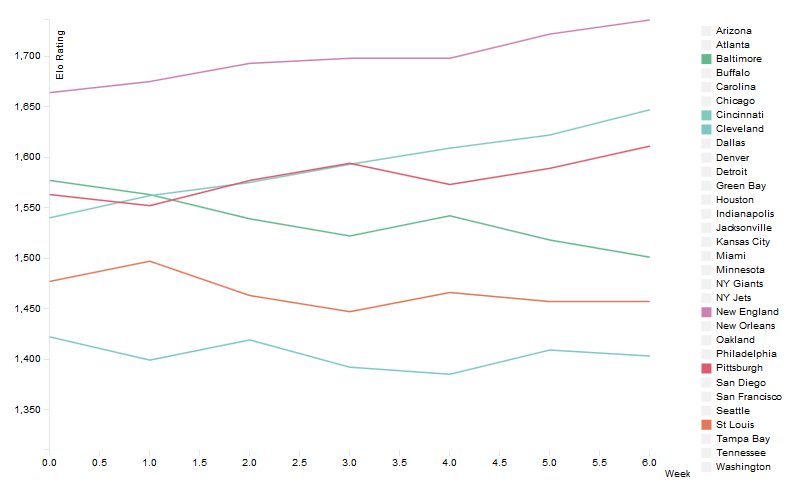 Elo Rating
1,700
1,650
1,600
1,550
1,500
1,450
1,400
1,350
0.0 0.5 1.0 1.5 2.0 2.5 3.0 3.5 4.0 4.5 5.0 5.5 6.0
Week
Arizona
Atlanta
Baltimore
Buffalo
Carolina
Chicago
Cincinnati
Cleveland
Dallas
Denver
Detroit
Green Bay
Houston
Indianapolis
Jacksonville
Kansas City
Miami
Minnesota
NY Giants
NY Jets
New England
New Orleans
Oakland
Philadelphia
Pittsburgh
San Diego
San Francisco
Seattle
St Louis
Tampa Bay
Tennessee
Washington